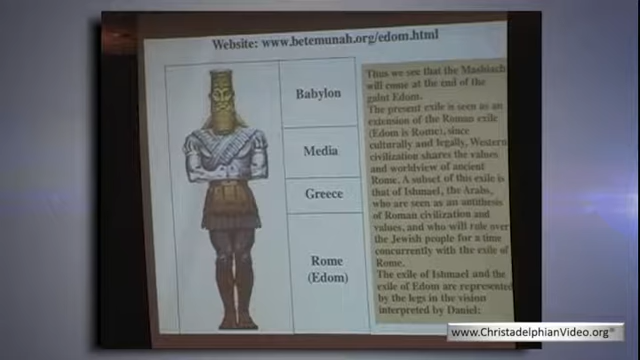 Website: www.betemunah.org/edom.html
Babylon
Media
Greece
Rome
(Edom)
Thus we see that the Mashiach
will come at the end of the
galut Edom.
The present exile is seen as an
extension of the Roman exile
(Edom is Rome), since
culturally and legally, Western
civilization shares the values
and worldview of ancient
Rome. A subset of this exile is
that of Ishmael, the Arabs,
who are seen as an antithesis
of Roman civilization and
values, and who will rule over
the Jewish people for a time
concurrently with the exile of
Rome.
The exile of Ishmael and the
exile of Edom are represented
by the legs in the vision
interpreted by Daniel:
www.ChristadelphianVideo.org®